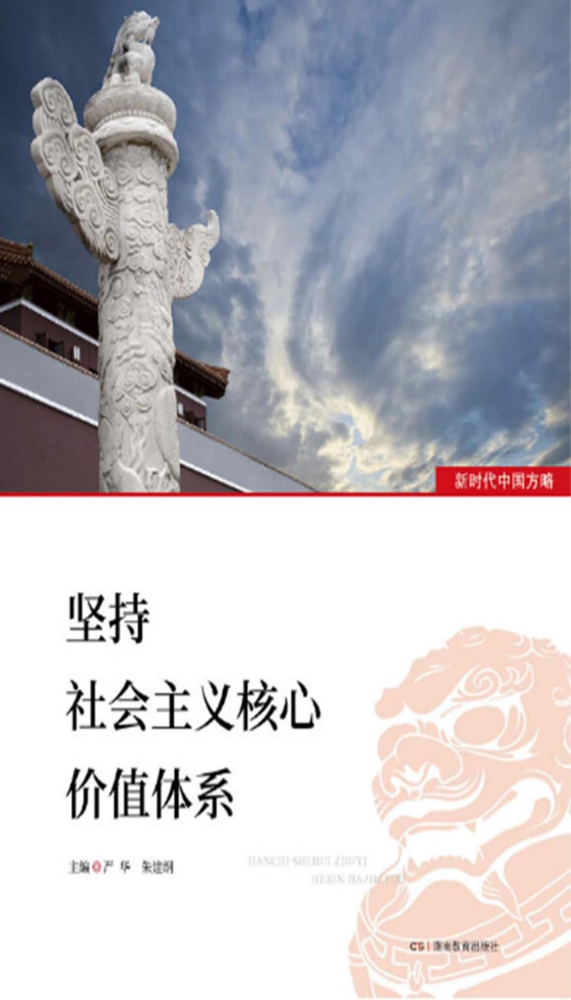 新时代中国方略
坚持
社会主义核心
价值体系
主编 严 华 朱建纲
JIANCHI SHEHUI ZHUYI
HEXIN JIAZHI
湖南教育出版社